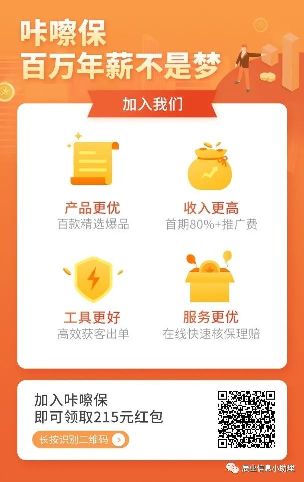 咔嚓保
百万年薪不是梦
加入我们
产品更优
百款精选爆品
收入更高
首期80%+推广费
工具更好
高效获客出单
服务更优
在线快速核保理赔
加入咔嚓保
即可领取215元红包
长按识别二维码